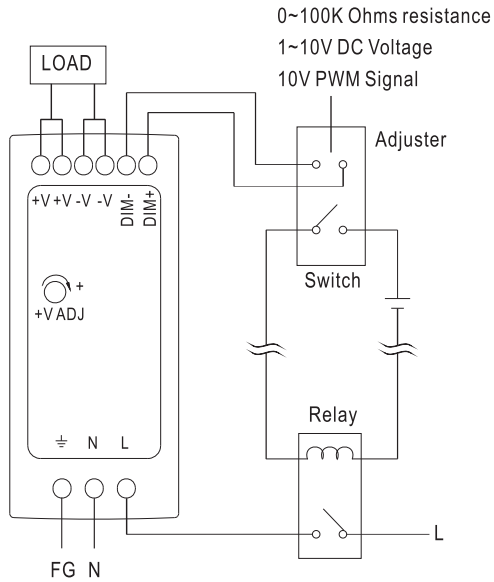 0~100K Ohms resistance
1~10V DC Voltage
10V PWM Signal
LOAD
Adjuster
+V +V -V -V DIM- DIM+
Switch
+
+V ADJ
Relay
N L
L
FG N